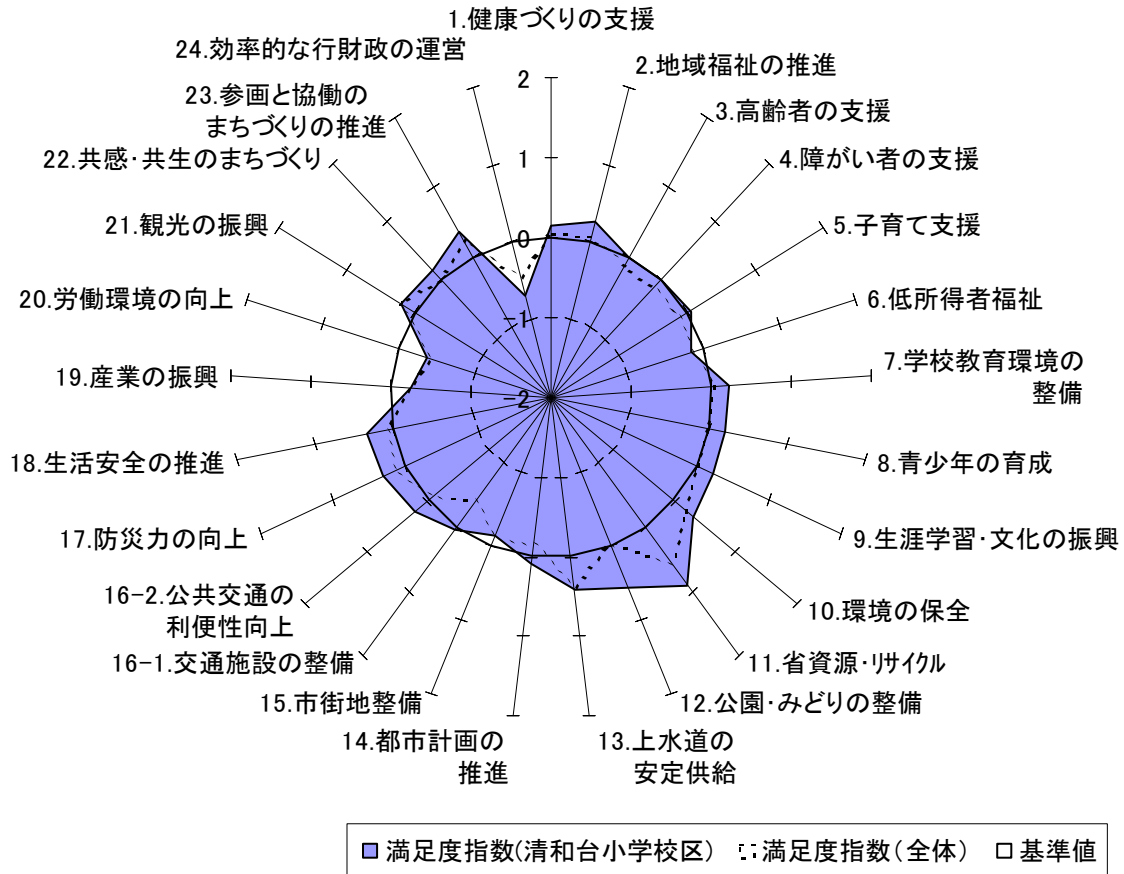 1.健康づくりの支援
2.地域福祉の推進
3.高齢者の支援
4.障がい者の支援
5.子育て支援
6.低所得者福祉
7.学校教育環境の
整備
8.青少年の育成
9.生涯学習・文化の振興
10.環境の保全
11.省資源・リサイクル
12.公園・みどりの整備
13.上水道の
安定供給
14.都市計画の
推進
15.市街地整備
16-1.交通施設の整備
16-2.公共交通の
利便性向上
17.防災力の向上
18.生活安全の推進
19.産業の振興
20.労働環境の向上
21.観光の振興
22.共感・共生のまちづくり
23.参画と協働の
まちづくりの推進
24.効率的な行財政の運営
2
1
0
-1
-2
満足度指数(清和台小学校区)
満足度指数(全体)
基準値